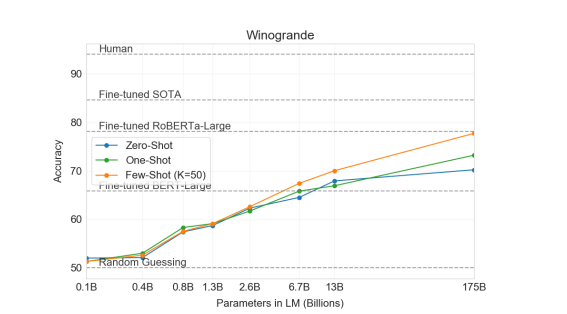 Winogrande
Human
90
Fine-tuned SOTA
80
Fine-tuned RoBERTa-Large
Zero-Shot
One-Shot
Few-Shot (K=50)
Accuracy
70
Fine-tuned BERT-Large
60
Random Guessing
50
0.1B 0.4B 0.8B 1.3B 2.6B 6.7B 13B 175B
Parameters in LM (Billions)